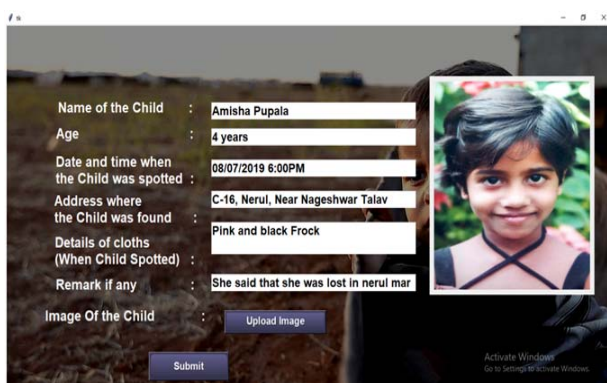 Name of the Child : Amisha Pupala
Age : 4 years
Date and time when
the Child was spotted : 08/07/2019 6:00PM
Address where
the Child was found : C-16, Nerul, Near Nageshwar Talav
Details of cloths
(When Child Spotted) : Pink and black Frock
Remark if any : She said that she was lost in nerul mar
Image Of the Child : Upload Image
Submit
Activate Windows
Go to Settings to activate Windows.